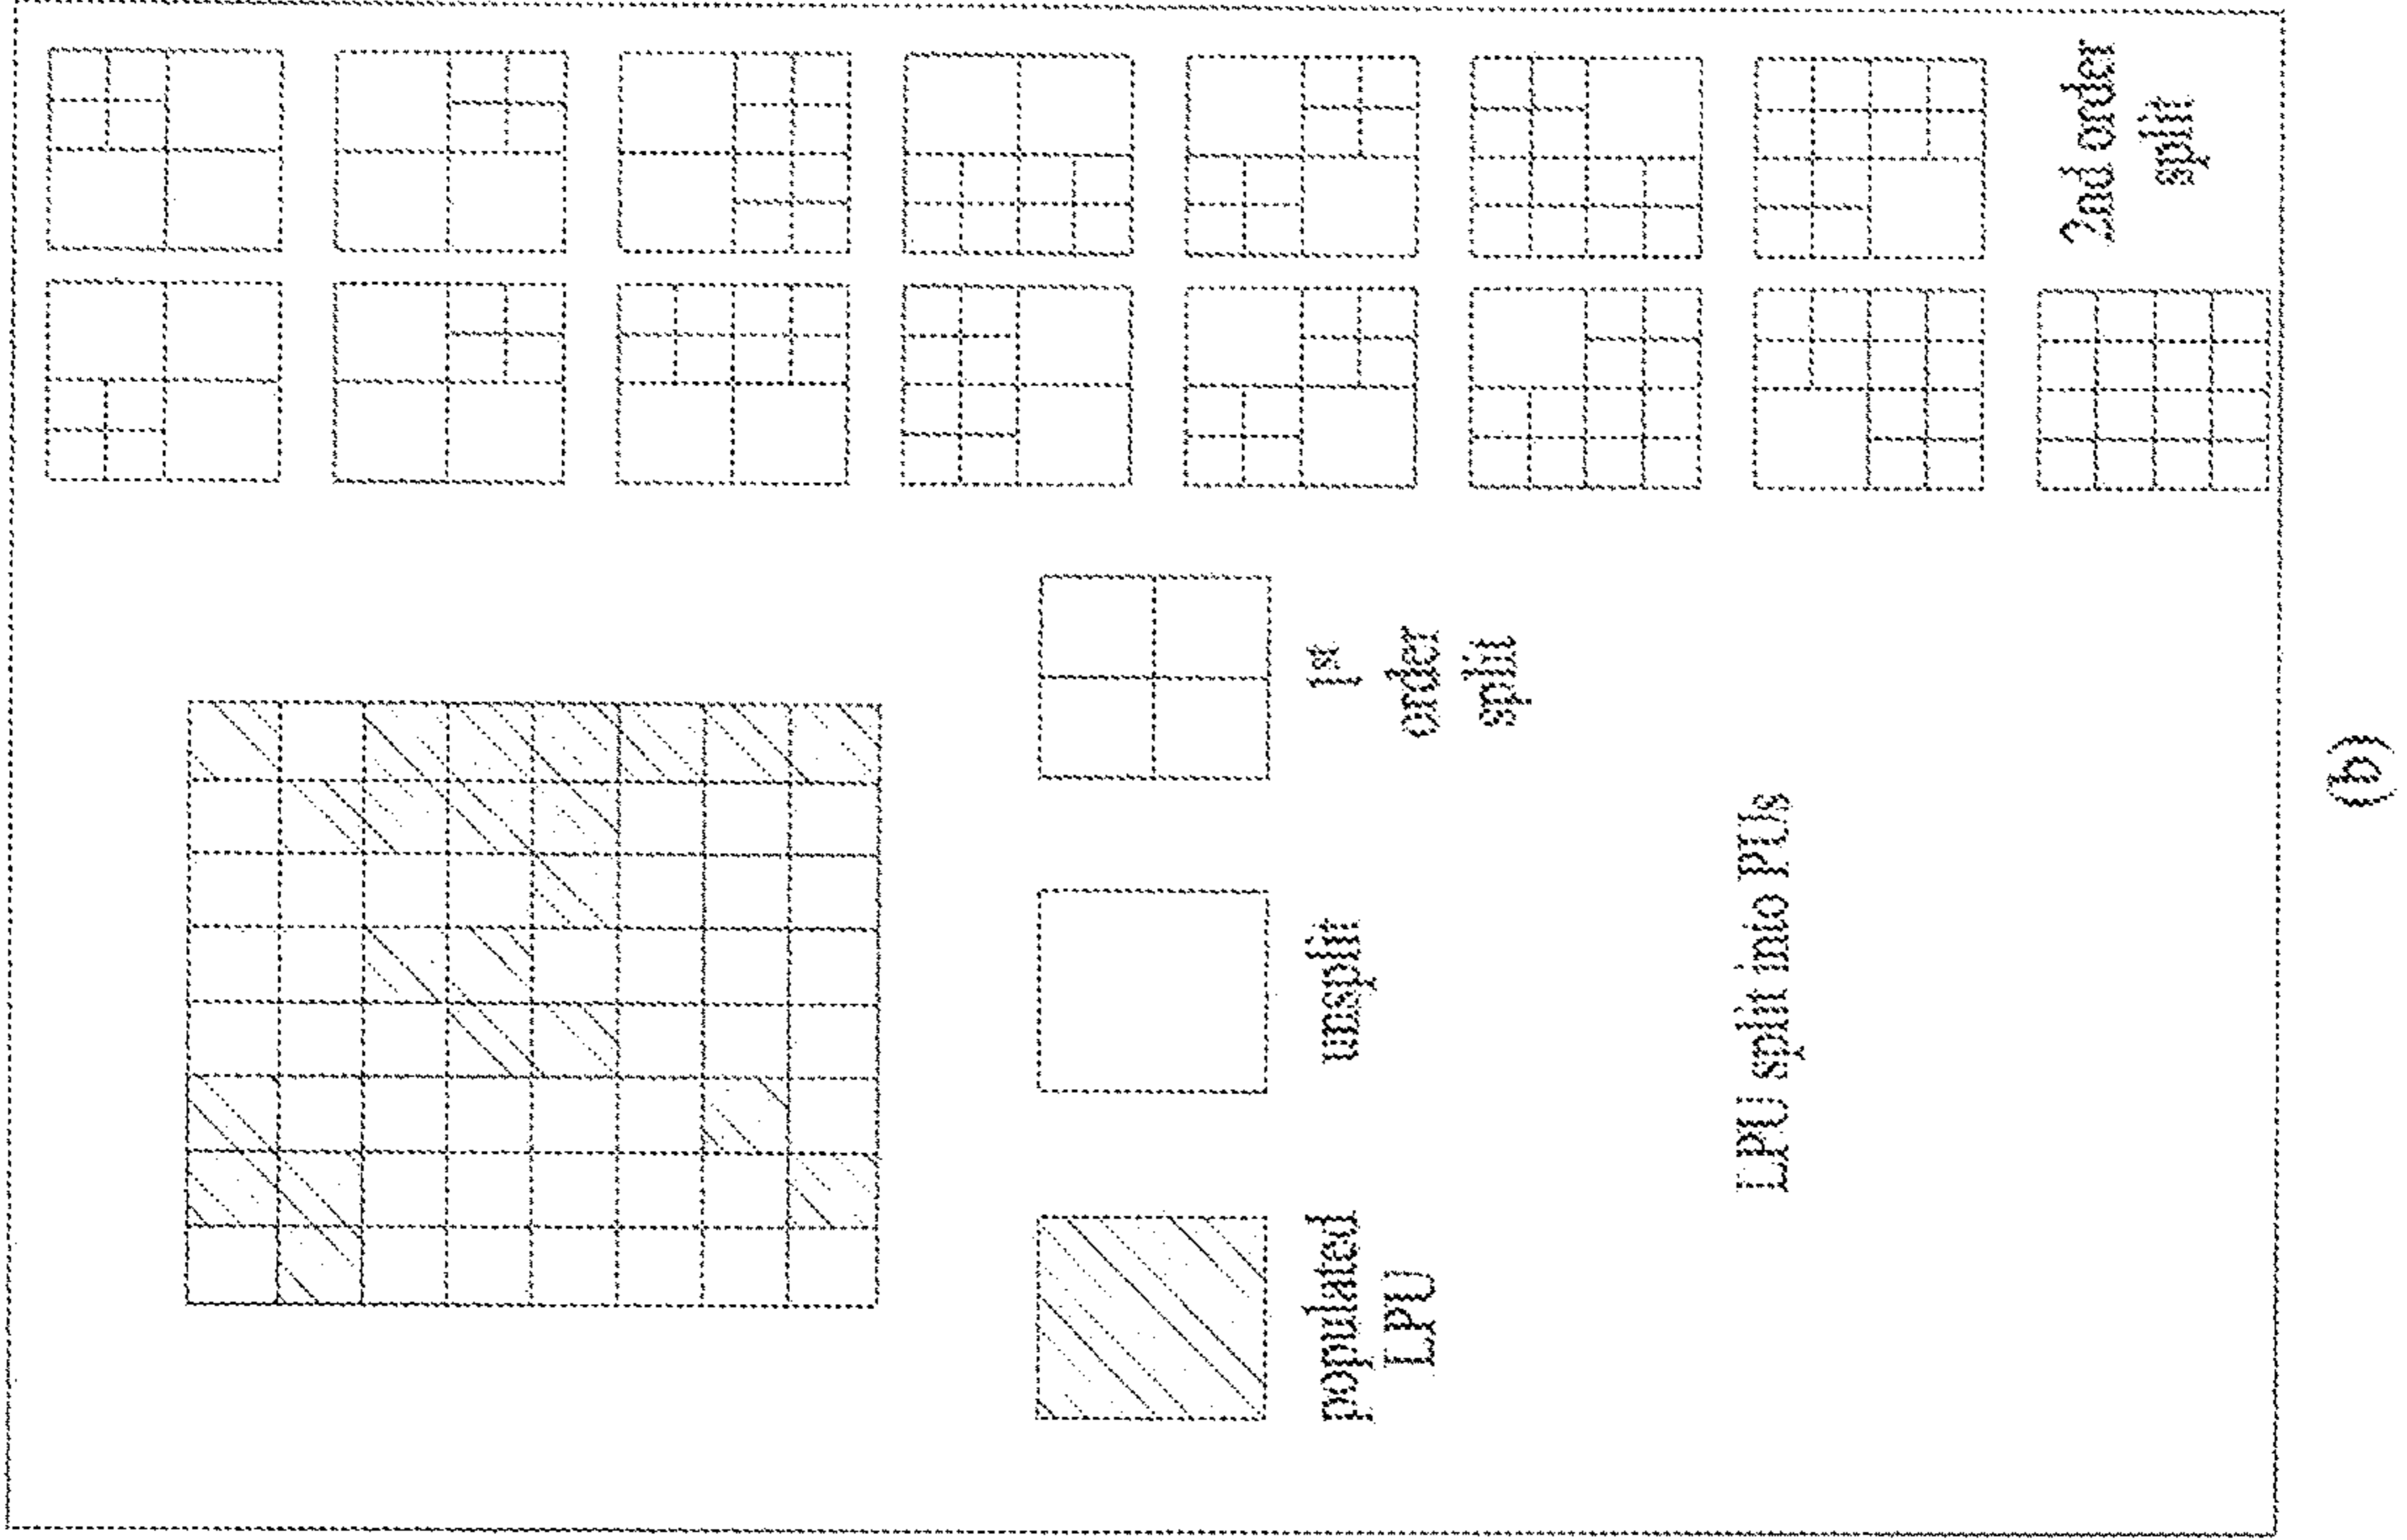 populated
LPU
unsplit
1st
order
split
LPU split into PUs
2nd order
split
(b)